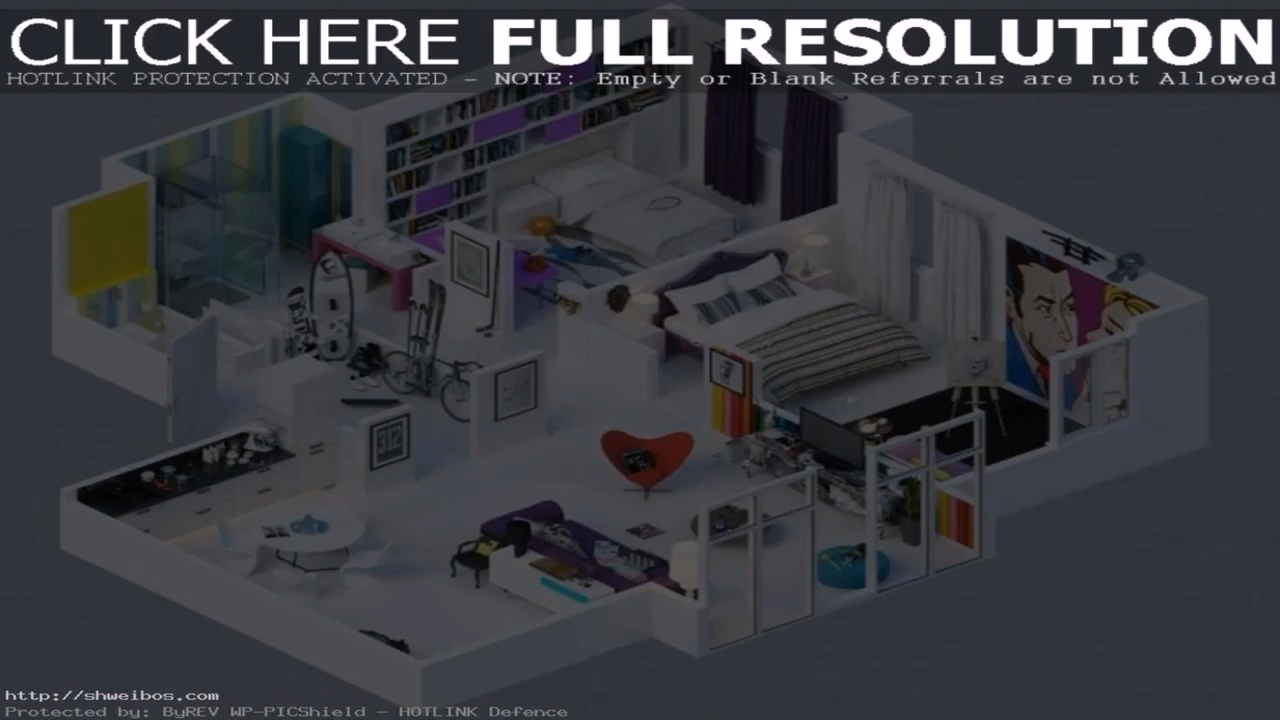 CLICK HERE FULL RESOLUTION
HOTLINK PROTECTION ACTIVATED - NOTE: Empty or Blank Referrals are not Allowed
312
http://shweibos.com
Protected by: ByREV WP-PICShield - HOTLINK Defence